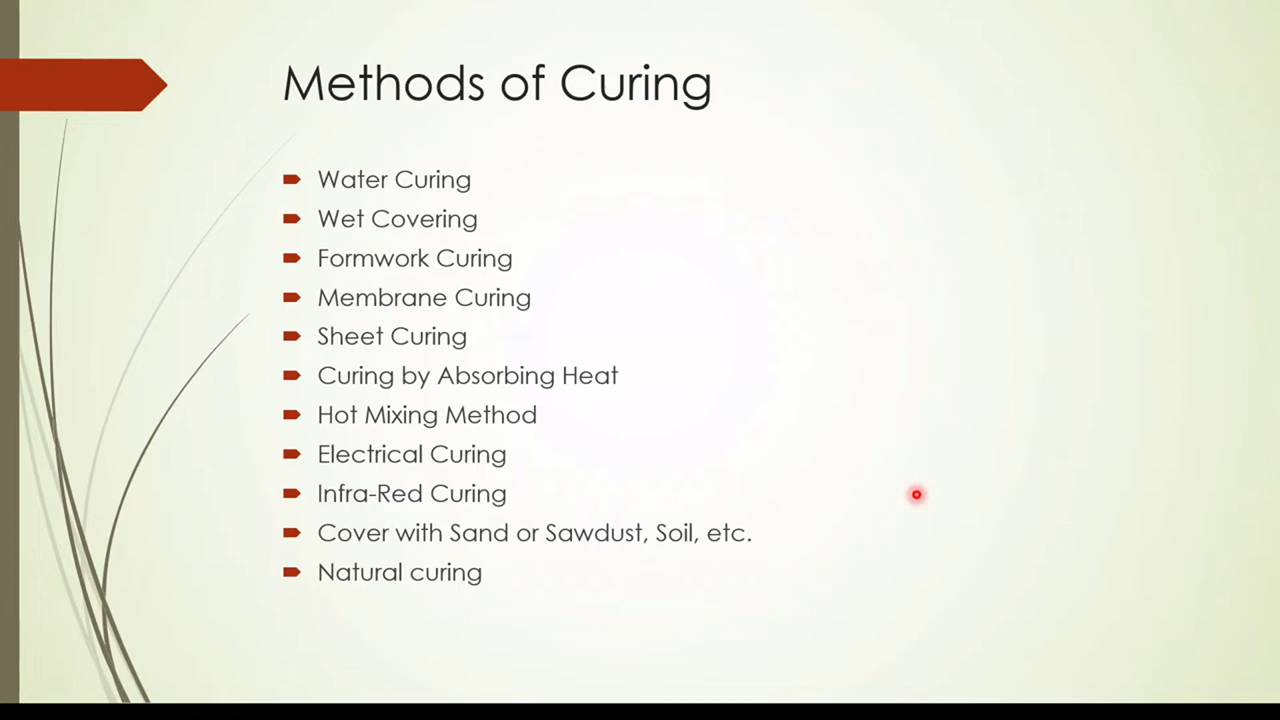 Methods of Curing
Water Curing
Wet Covering
Formwork Curing
Membrane Curing
Sheet Curing
Curing by Absorbing Heat
Hot Mixing Method
Electrical Curing
Infra-Red Curing
Cover with Sand or Sawdust, Soil, etc.
Natural curing